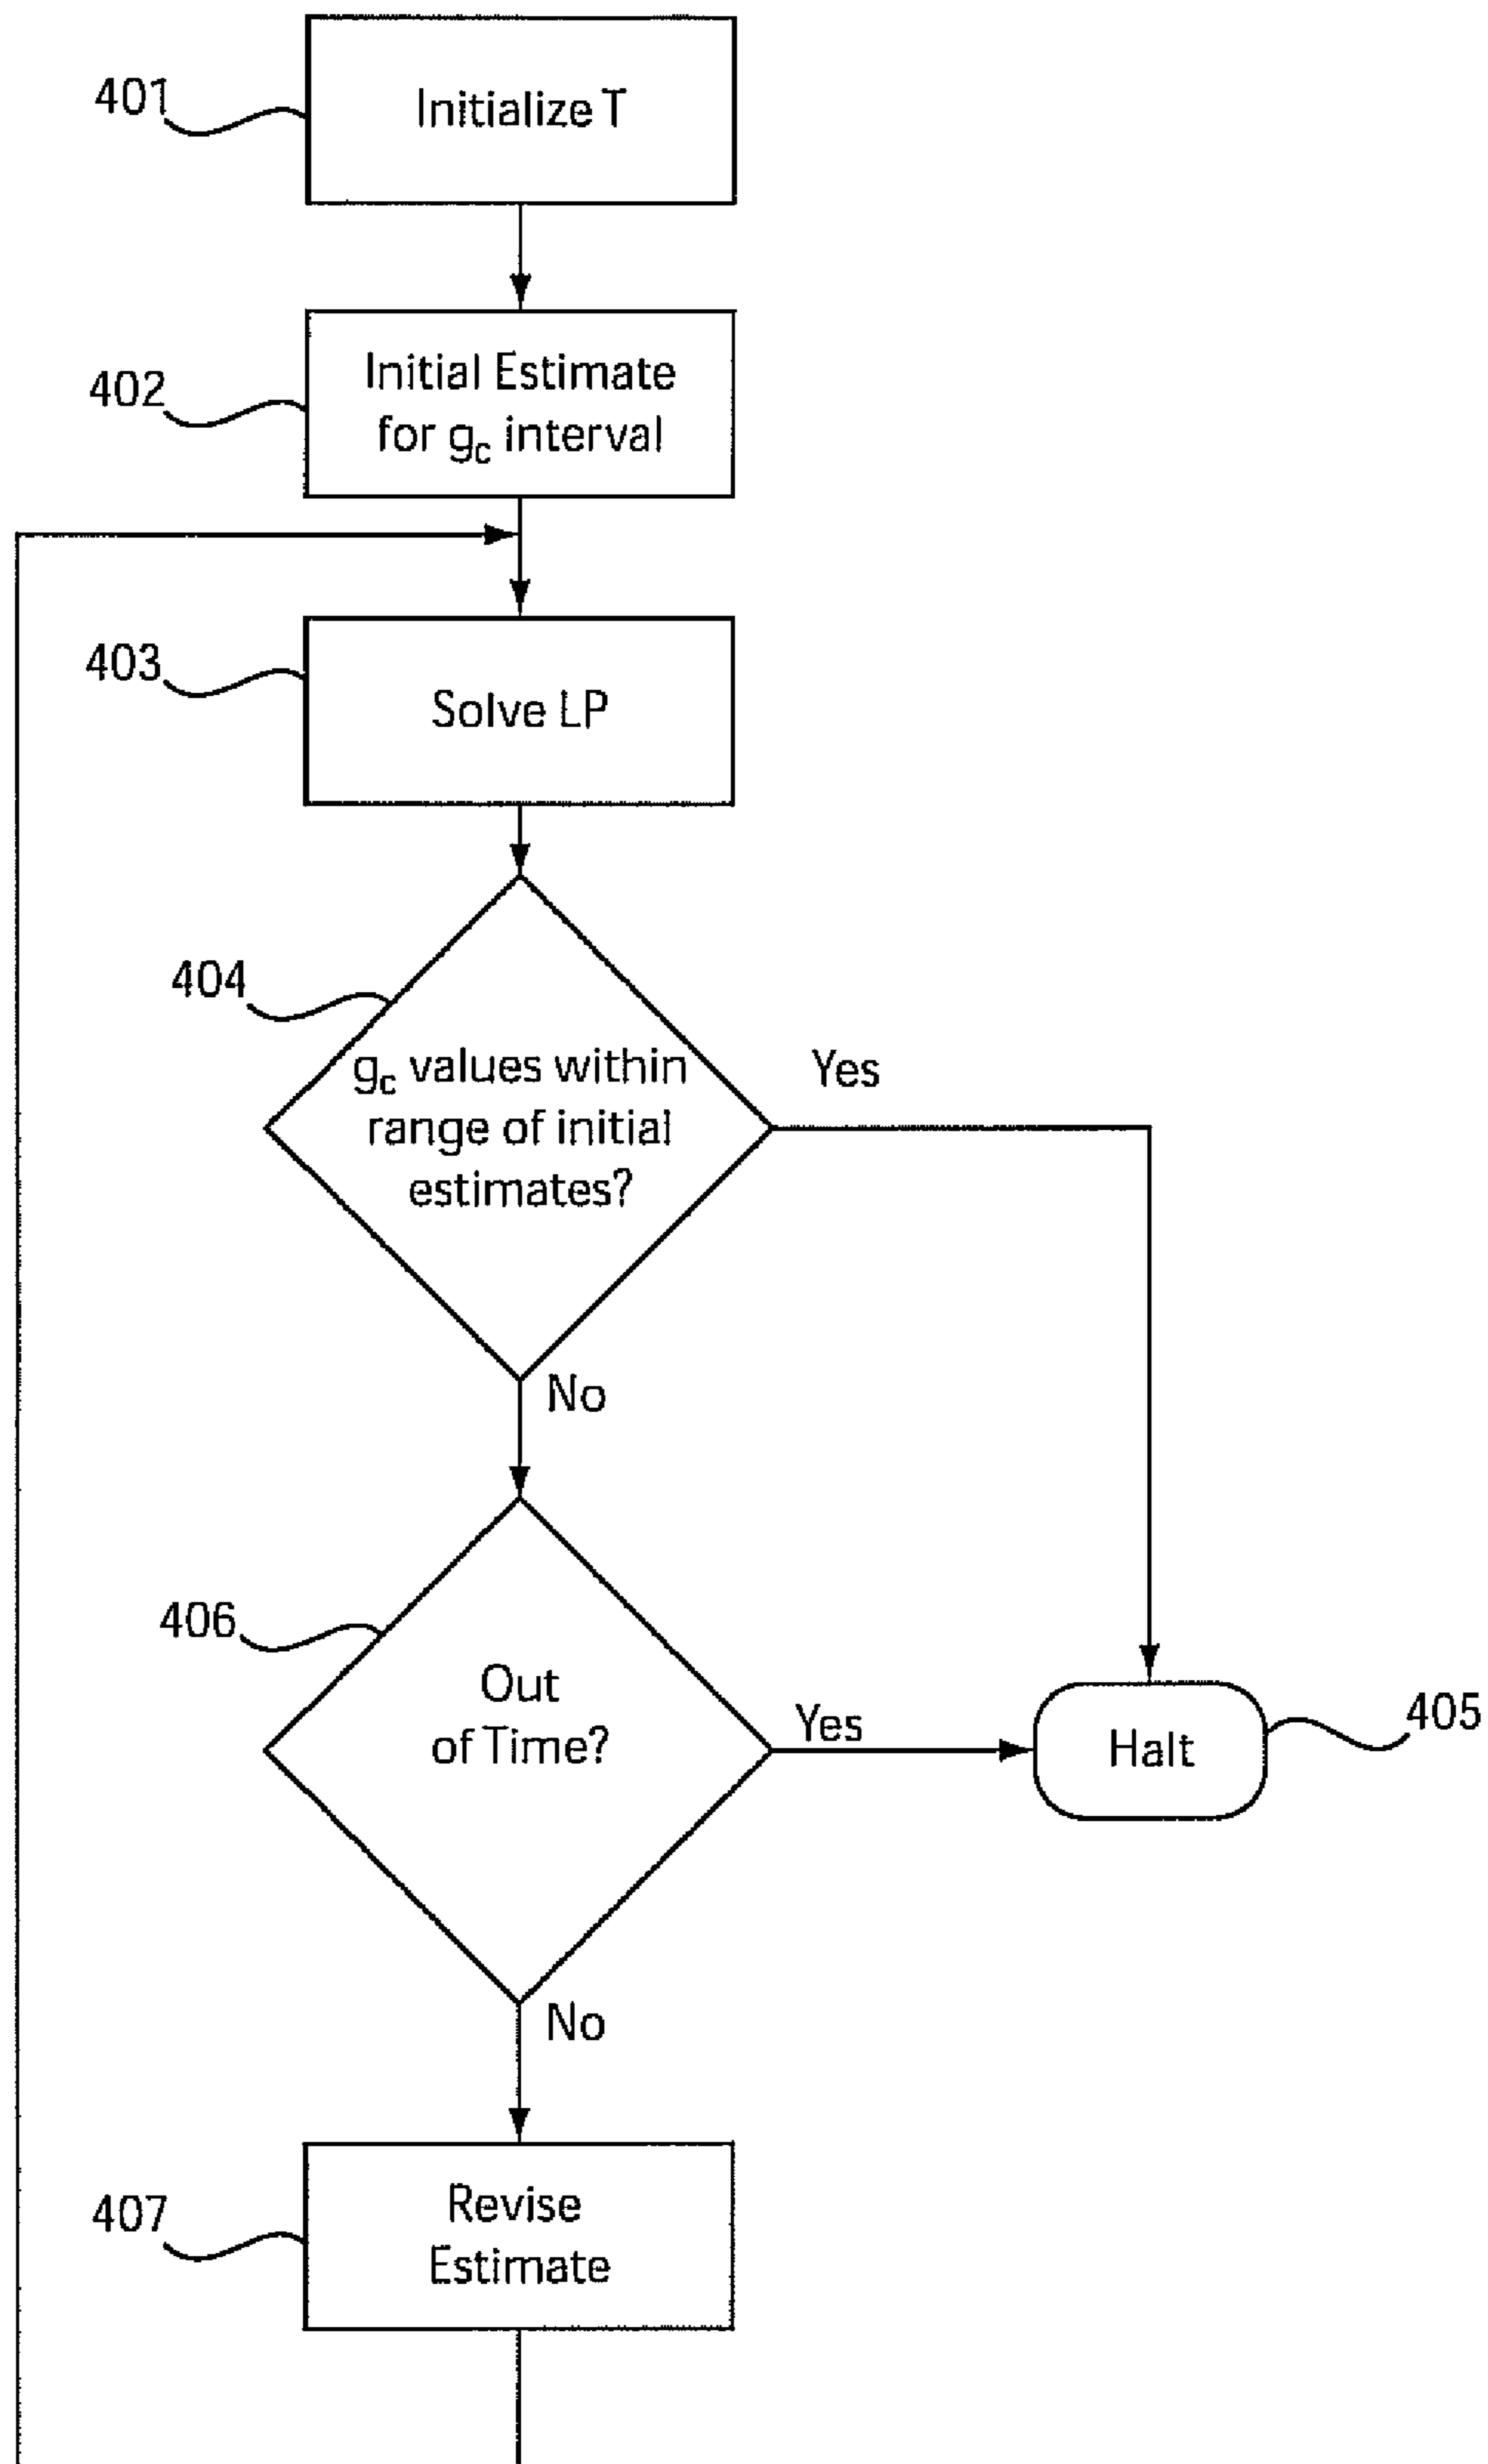 401
Initialize T
402
Initial Estimate
for gc interval
403
Solve LP
404
gc values within
range of initial
estimates?
Yes
No
406
Out
of Time?
Yes
Halt
405
No
407
Revise
Estimate